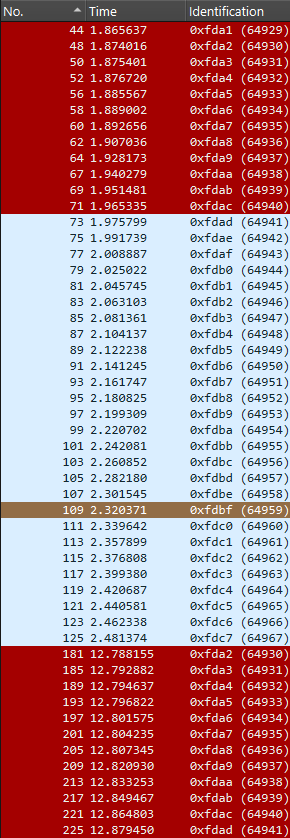 No. Time Identification
44 1.865637 0xfda1 (64929)
48 1.874016 0xfda2 (64930)
50 1.875401 0xfda3 (64931)
52 1.876720 0xfda4 (64932)
56 1.885567 0xfda5 (64933)
58 1.889002 0xfda6 (64934)
60 1.892656 0xfda7 (64935)
62 1.907036 0xfda8 (64936)
64 1.928173 0xfda9 (64937)
67 1.940279 0xfdaa (64938)
69 1.951481 0xfdab (64939)
71 1.965335 0xfdac (64940)
73 1.975799 0xfdad (64941)
75 1.991739 0xfdae (64942)
77 2.008887 0xfdaf (64943)
79 2.025022 0xfdb0 (64944)
81 2.045745 0xfdb1 (64945)
83 2.063103 0xfdb2 (64946)
85 2.081361 0xfdb3 (64947)
87 2.104137 0xfdb4 (64948)
89 2.122238 0xfdb5 (64949)
91 2.141245 0xfdb6 (64950)
93 2.161747 0xfdb7 (64951)
95 2.180825 0xfdb8 (64952)
97 2.199309 0xfdb9 (64953)
99 2.220702 0xfdba (64954)
101 2.242081 0xfdbb (64955)
103 2.260852 0xfdbc (64956)
105 2.282180 0xfdbd (64957)
107 2.301545 0xfdbe (64958)
109 2.320371 0xfdbf (64959)
111 2.339642 0xfdc0 (64960)
113 2.357899 0xfdc1 (64961)
115 2.376808 0xfdc2 (64962)
117 2.399380 0xfdc3 (64963)
119 2.420687 0xfdc4 (64964)
121 2.440581 0xfdc5 (64965)
123 2.462338 0xfdc6 (64966)
125 2.481374 0xfdc7 (64967)
181 12.788155 0xfda2 (64930)
185 12.792882 0xfda3 (64931)
189 12.794637 0xfda4 (64932)
193 12.796822 0xfda5 (64933)
197 12.801575 0xfda6 (64934)
201 12.804235 0xfda7 (64935)
205 12.807345 0xfda8 (64936)
209 12.820930 0xfda9 (64937)
213 12.833253 0xfdaa (64938)
217 12.849467 0xfdab (64939)
221 12.864803 0xfdac (64940)
225 12.879450 0xfdad (64941)